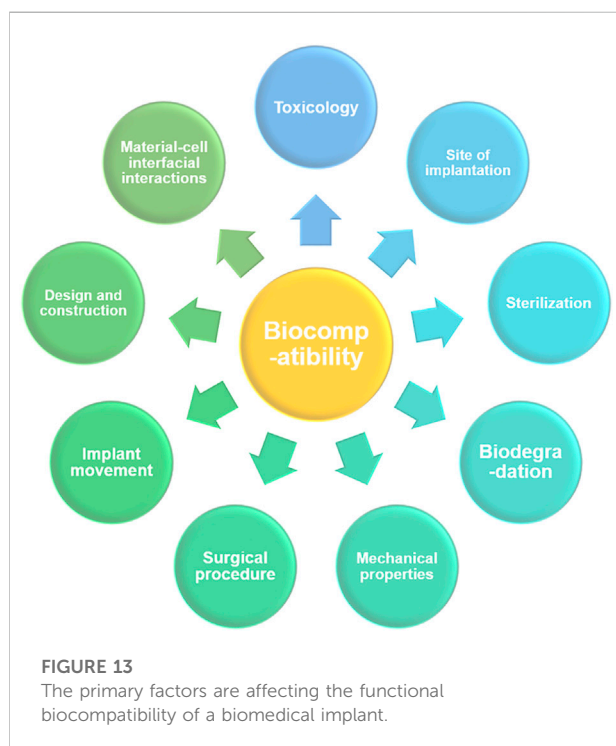 Toxicology
Site of
implantation
Sterilization
Biodegra
-dation
Mechanical
properties
Surgical
procedure
Implant
movement
Design and
construction
Material-cell
interfacial
interactions
Biocomp
-atibility
FIGURE 13
The primary factors are affecting the functional
biocompatibility of a biomedical implant.